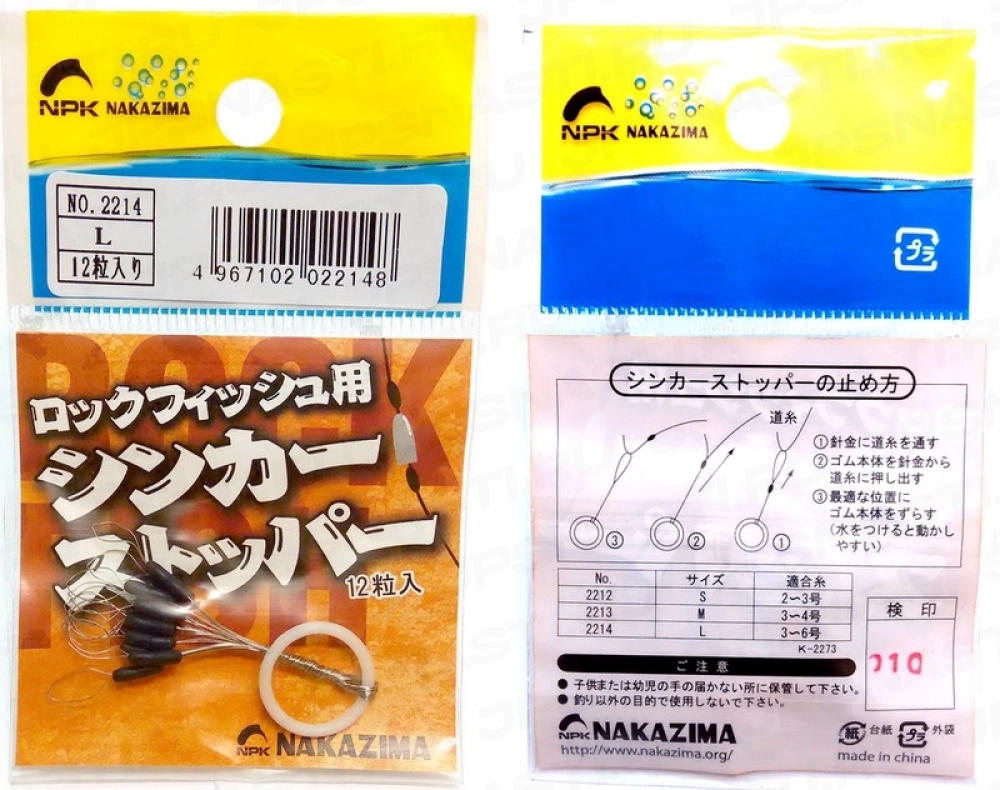 NPK NAKAZIMA
NO.2214
L
12粒入り
4 967102 022148
ROCK
FISH
ロックフィッシュ用
シンカー
ストッパー
12粒入
NPK NAKAZIMA
NPK NAKAZIMA
プラ
シンカーストッパーの止め方
道糸
①針金に道糸を通す
②ゴム本体を針金から
道糸に押し出す
③最適な位置に
ゴム本体をずらす
(水をつけると動かし
やすい)
③ ② ①
No. サイズ 適合糸
2212 S 2〜3号
2213 M 3〜4号
2214 L 3〜6号
K-2273
検印
010
ご注意
●子供または幼児の手の届かない所に保管して下さい。
●釣り以外の目的で使用しないで下さい。
NPK NAKAZIMA
http://www.nakazima.org/
紙 台紙 プラ 外袋
made in china